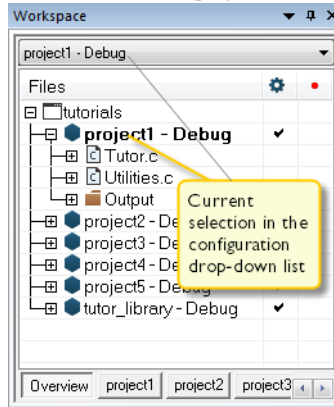 Workspace
project1 - Debug
Files
tutorials
project1 - Debug
Tutor.c
Utilities.c
Output
project2 - De
project3 - De
project4 - De
project5 - Debug
tutor_library - Debug
Current
selection in the
configuration
drop-down list
Overview project1 project2 project3